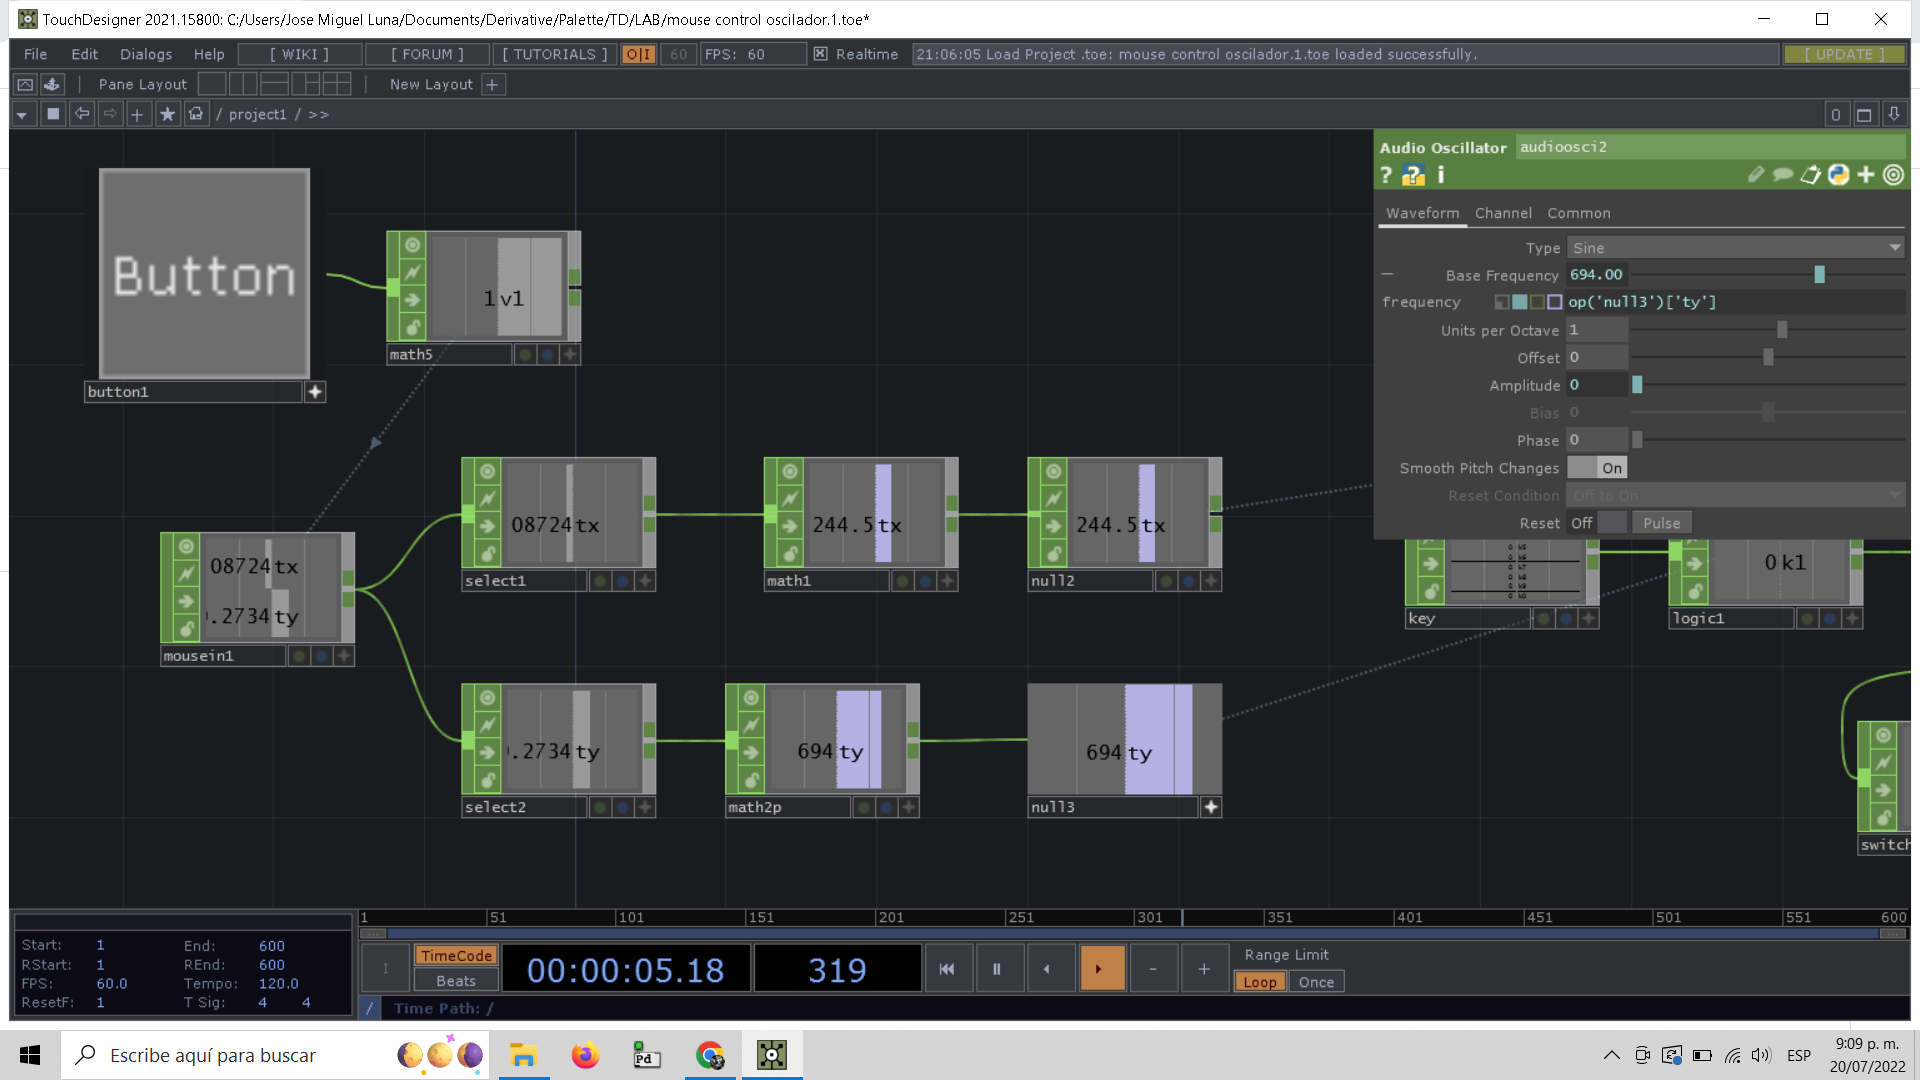 TouchDesigner 2021.15800: C:/Users/Jose Miguel Luna/Documents/Derivative/Palette/TD/LAB/mouse control oscilador.1.toe*
File Edit Dialogs Help [ WIKI ] [ FORUM ] [ TUTORIALS ] O|I 60 FPS: 60 Realtime 21:06:05 Load Project .toe: mouse control oscilador.1.toe loaded successfully. [ UPDATE ]
Pane Layout New Layout +
/ project1 / >> 0
Audio Oscillator audioosci2
? ? i
Waveform Channel Common
Type Sine
Base Frequency 694.00
frequency op('null3')['ty']
Units per Octave 1
Offset 0
Amplitude 0
Bias 0
Phase 0
Smooth Pitch Changes On
Reset Condition Off to On
Reset Off Pulse
Button
button1
1 v1
math5
08724 tx
select1
244.5 tx
math1
244.5 tx
null2
08724 tx
.2734 ty
mousein1
key
0 k1
logic1
.2734 ty
select2
694 ty
math2p
694 ty
null3
switch
1 51 101 151 201 251 301 351 401 451 501 551 600
Start: 1 End: 600
RStart: 1 REnd: 600
FPS: 60.0 Tempo: 120.0
ResetF: 1 T Sig: 4 4
TimeCode
Beats
00:00:05.18
319
Range Limit
Loop Once
/ Time Path: /
Escribe aquí para buscar
Pd
ESP
9:09 p. m.
20/07/2022